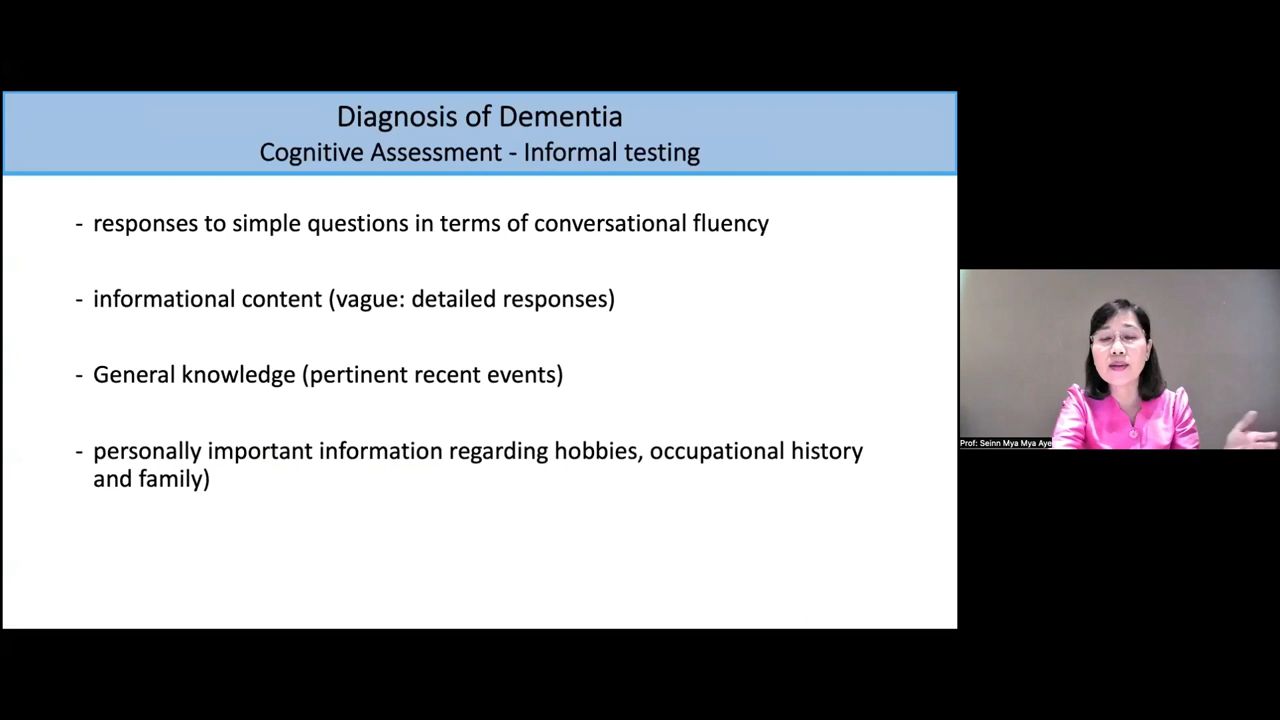 Diagnosis of Dementia
Cognitive Assessment - Informal testing
- responses to simple questions in terms of conversational fluency
- informational content (vague: detailed responses)
- General knowledge (pertinent recent events)
- personally important information regarding hobbies, occupational history
and family)
Prof: Seinn Mya Mya Aye